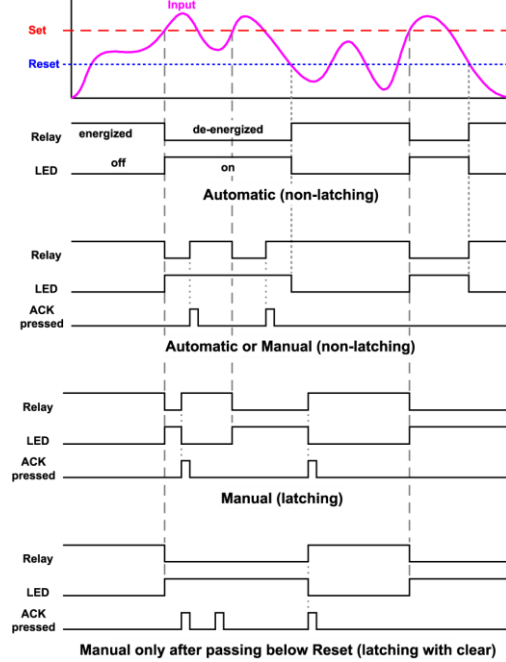 Input
Set
Reset
energized de-energized
Relay
off on
LED
Automatic (non-latching)
Relay
LED
ACK
pressed
Automatic or Manual (non-latching)
Relay
LED
ACK
pressed
Manual (latching)
Relay
LED
ACK
pressed
Manual only after passing below Reset (latching with clear)